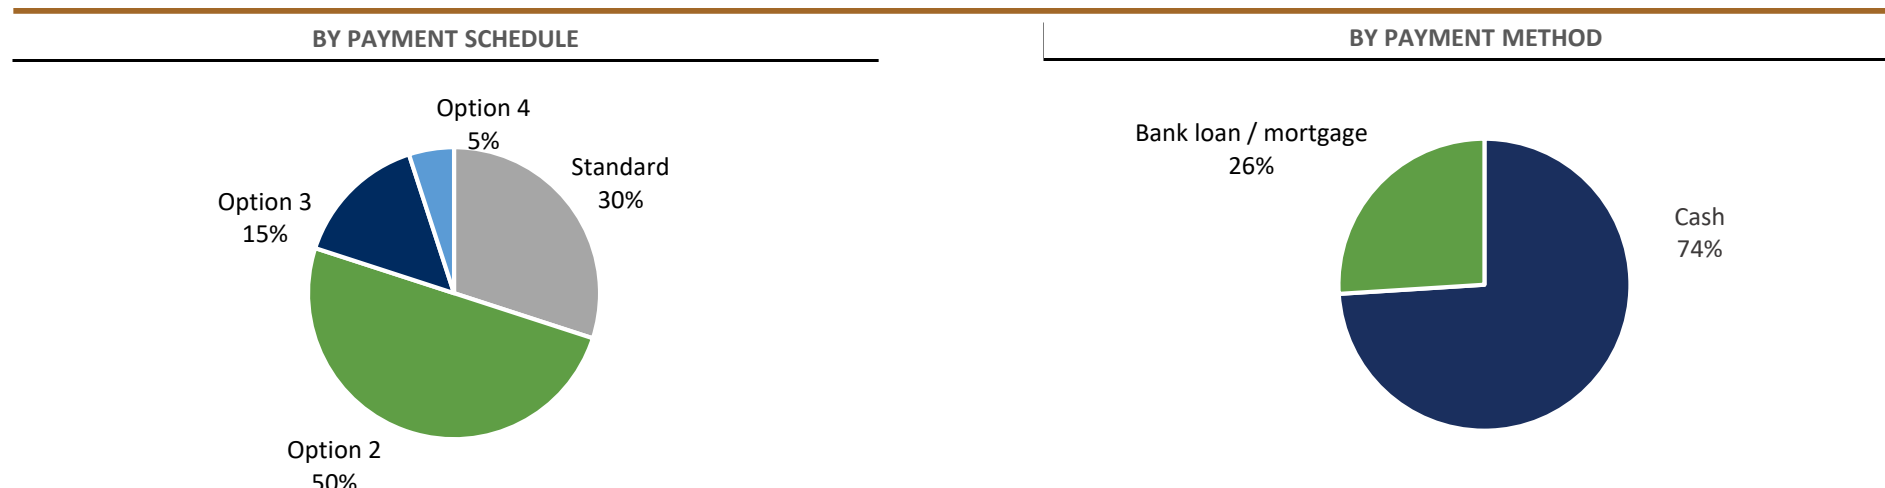 BY PAYMENT SCHEDULE
Option 4
5%
Standard
30%
Option 3
15%
Option 2
50%
BY PAYMENT METHOD
Bank loan / mortgage
26%
Cash
74%